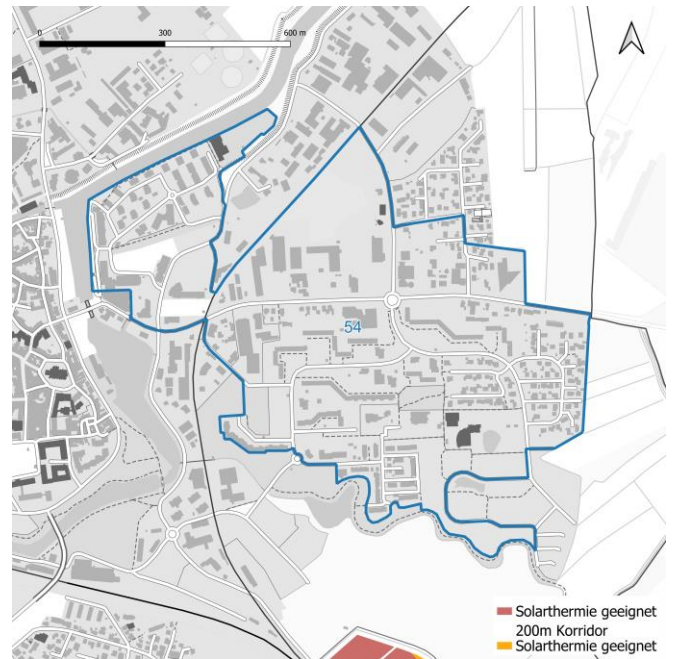 0 300 600 m
54
Solarthermie geeignet
200m Korridor
Solarthermie geeignet